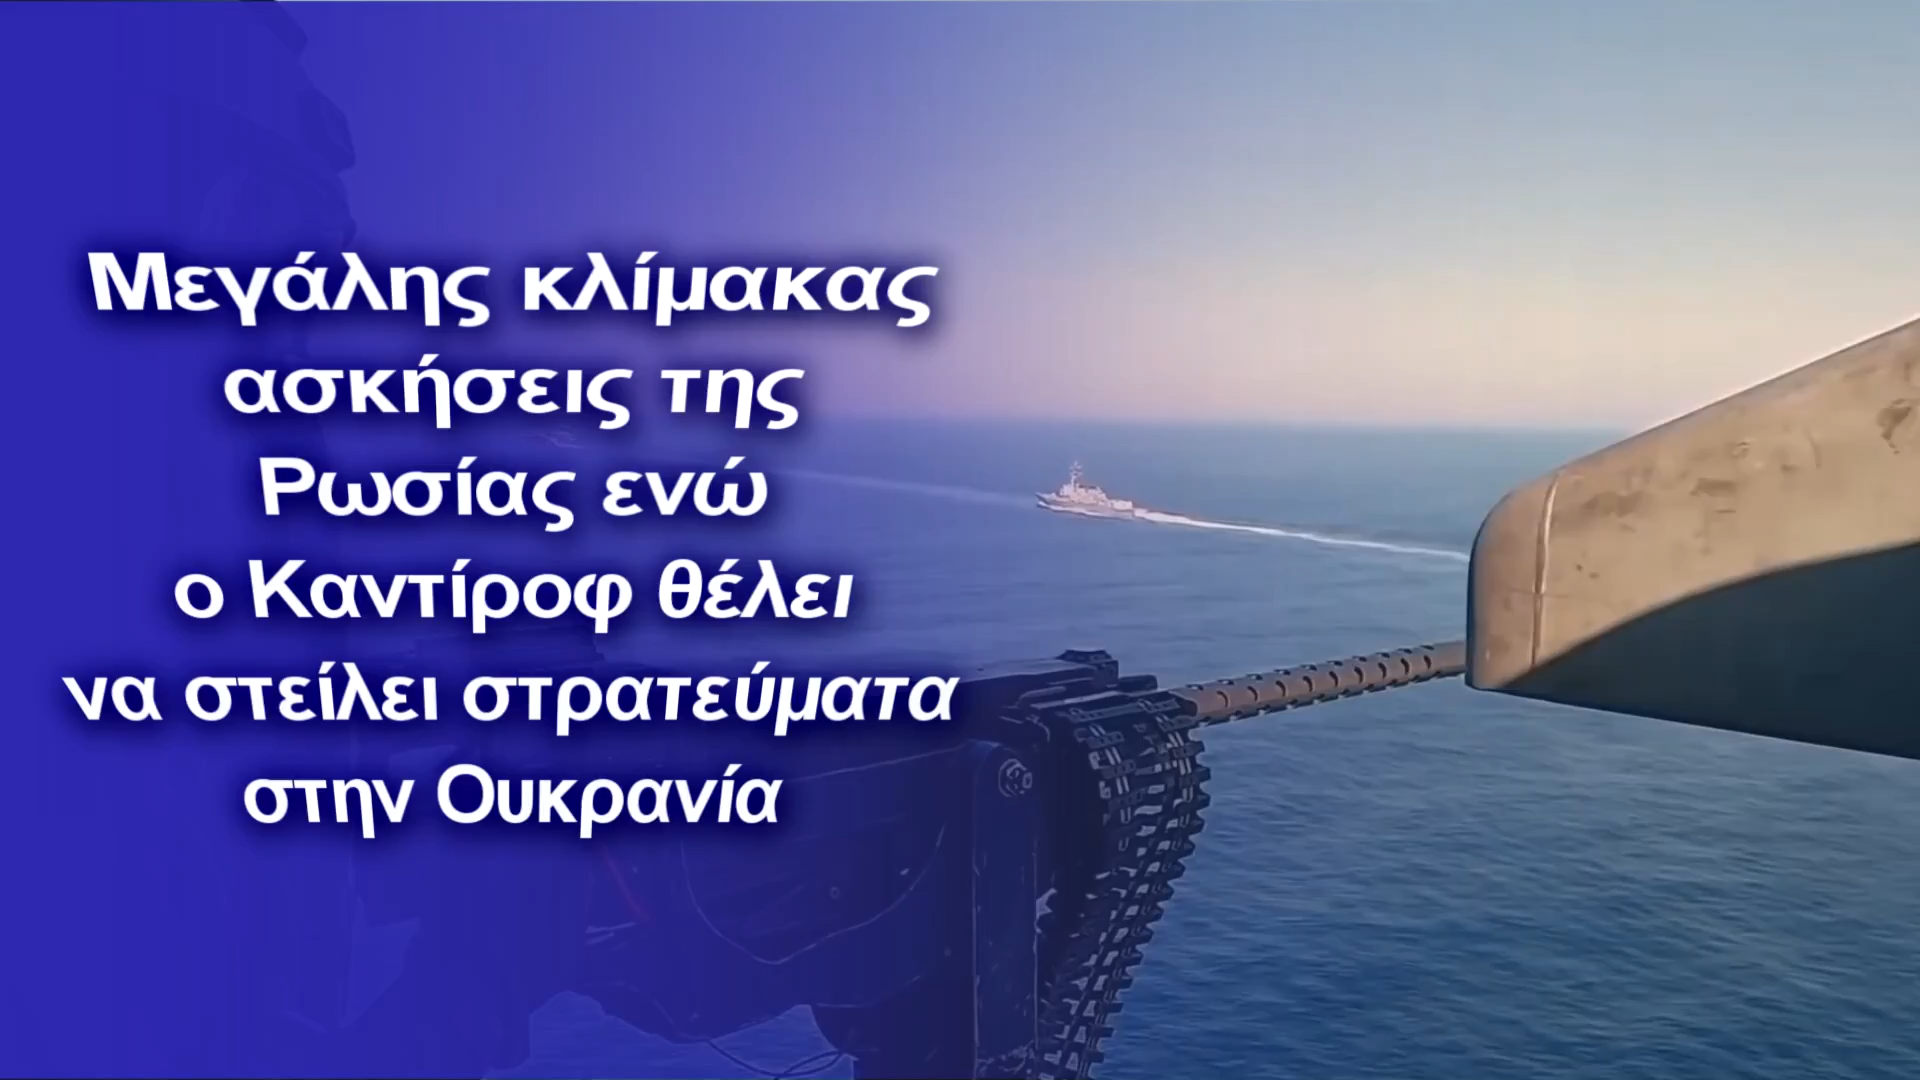 Μεγάλης κλίμακας
ασκήσεις της
Ρωσίας ενώ
ο Καντίροφ θέλει
να στείλει στρατεύματα
στην Ουκρανία